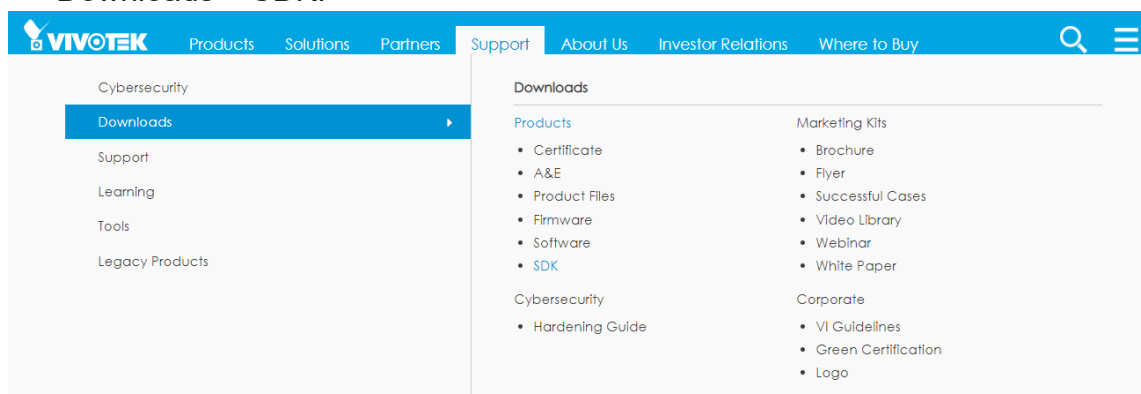 Downloads SDK.
VIVOTEK Products Solutions Partners Support About Us Investor Relations Where to Buy
Cybersecurity
Downloads
Support
Learning
Tools
Legacy Products
Downloads
Products
• Certificate
• A&E
• Product Files
• Firmware
• Software
• SDK
Cybersecurity
• Hardening Guide
Marketing Kits
• Brochure
• Flyer
• Successful Cases
• Video Library
• Webinar
• White Paper
Corporate
• VI Guidelines
• Green Certification
• Logo